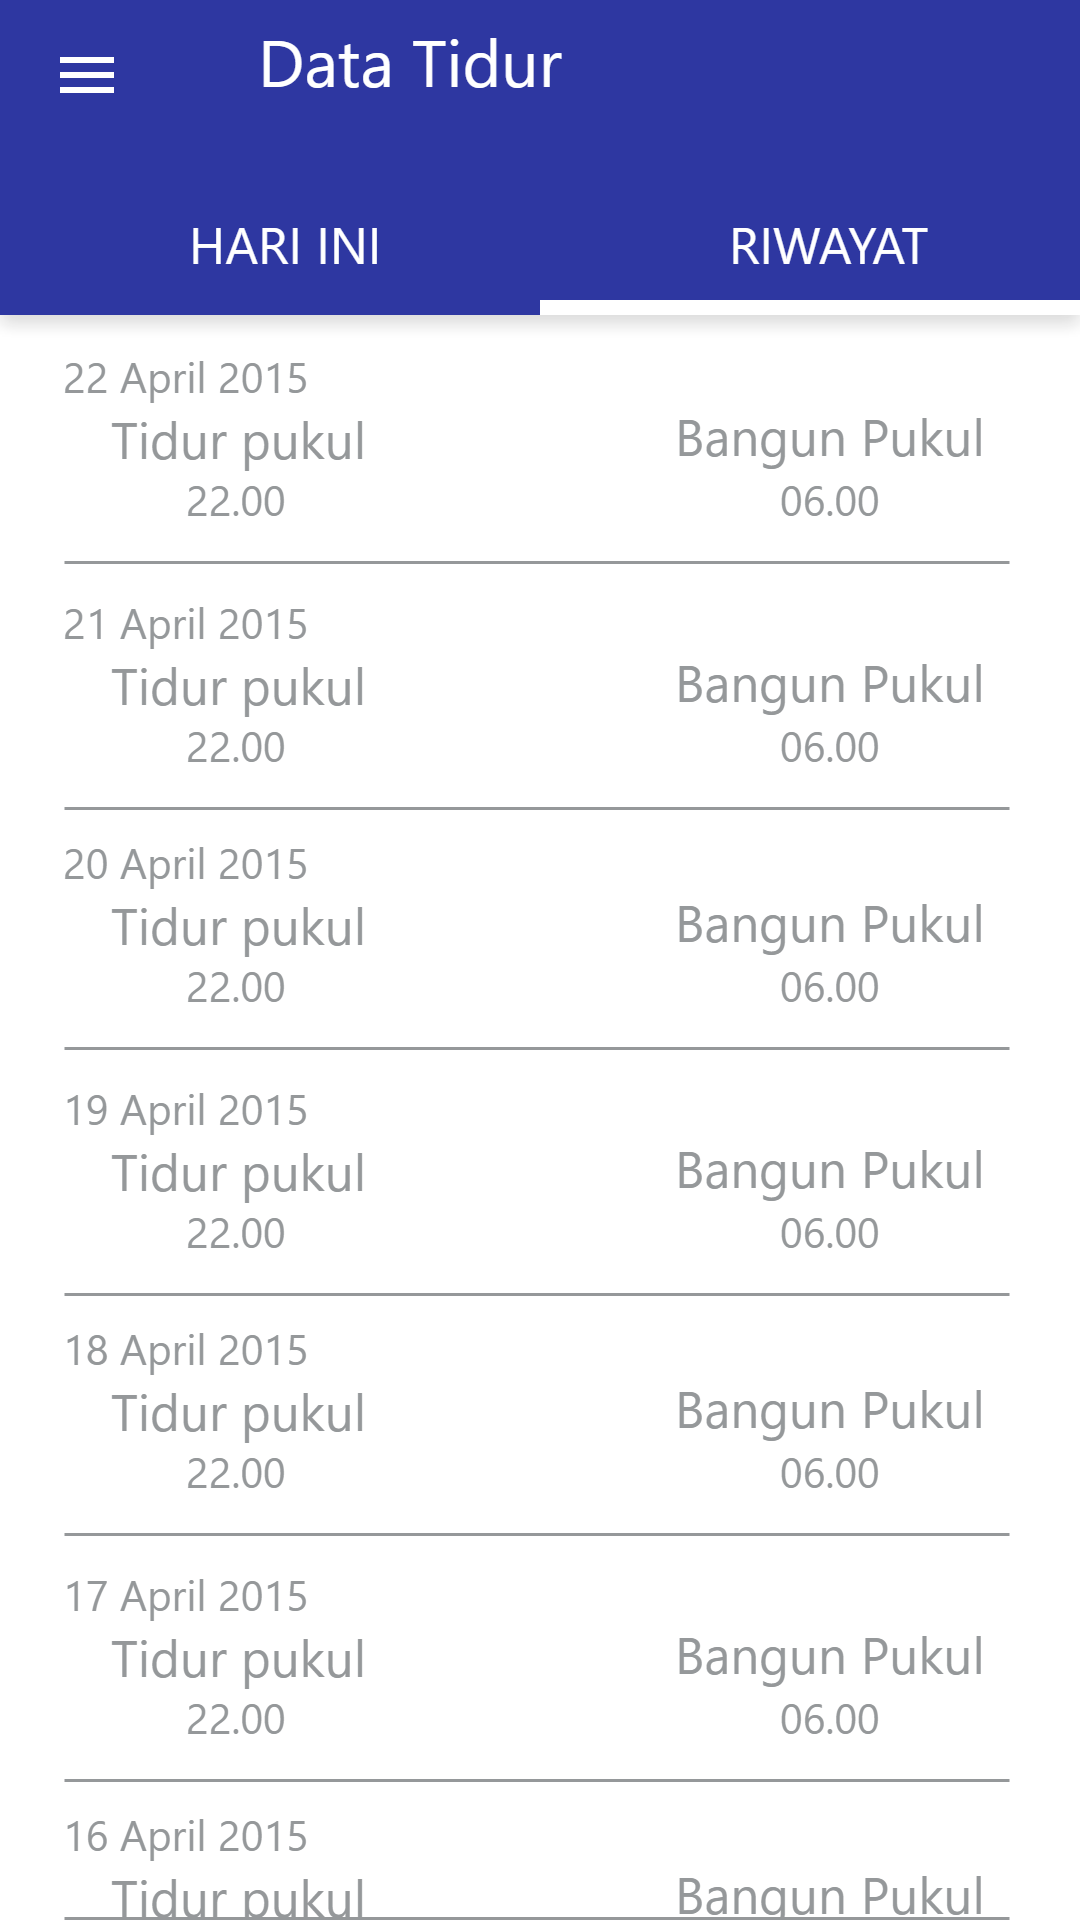 Data Tidur
HARI INI RIWAYAT
22 April 2015
Tidur pukul Bangun Pukul
22.00 06.00
21 April 2015
Tidur pukul Bangun Pukul
22.00 06.00
20 April 2015
Tidur pukul Bangun Pukul
22.00 06.00
19 April 2015
Tidur pukul Bangun Pukul
22.00 06.00
18 April 2015
Tidur pukul Bangun Pukul
22.00 06.00
17 April 2015
Tidur pukul Bangun Pukul
22.00 06.00
16 April 2015
Tidur pukul Bangun Pukul